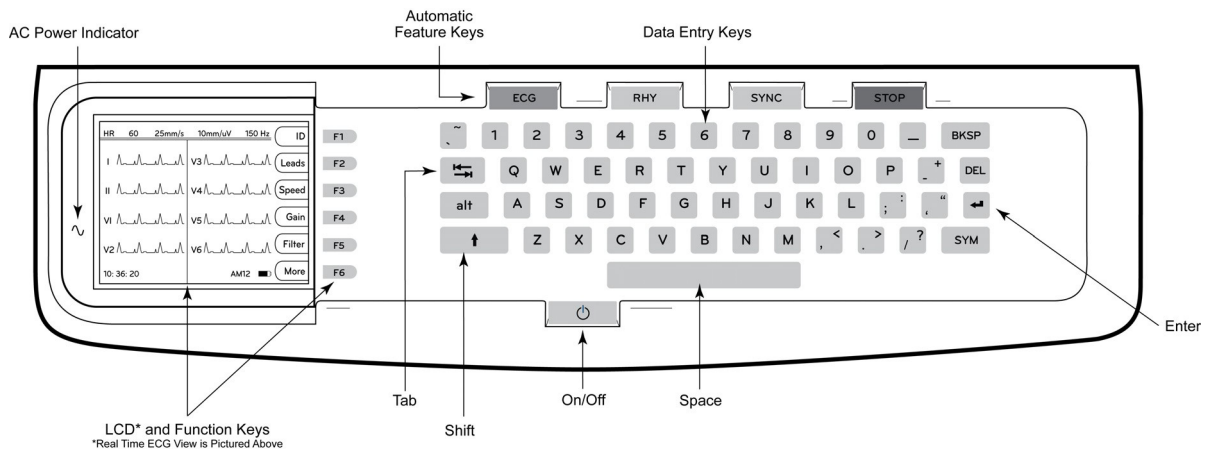 AC Power Indicator
Automatic
Feature Keys
Data Entry Keys
ECG RHY SYNC STOP
HR 60 25mm/s 10mm/uV 150 Hz ID F1
~ ` 1 2 3 4 5 6 7 8 9 0 _ BKSP
I V3 Leads F2
Q W E R T Y U I O P - + DEL
II V4 Speed F3
alt A S D F G H J K L ; : ‘ “
VI V5 Gain F4
Z X C V B N M , < . > / ? SYM
V2 V6 Filter F5
10: 36: 20 AM12 More F6
Enter
Tab
On/Off
Space
Shift
LCD* and Function Keys
*Real Time ECG View is Pictured Above